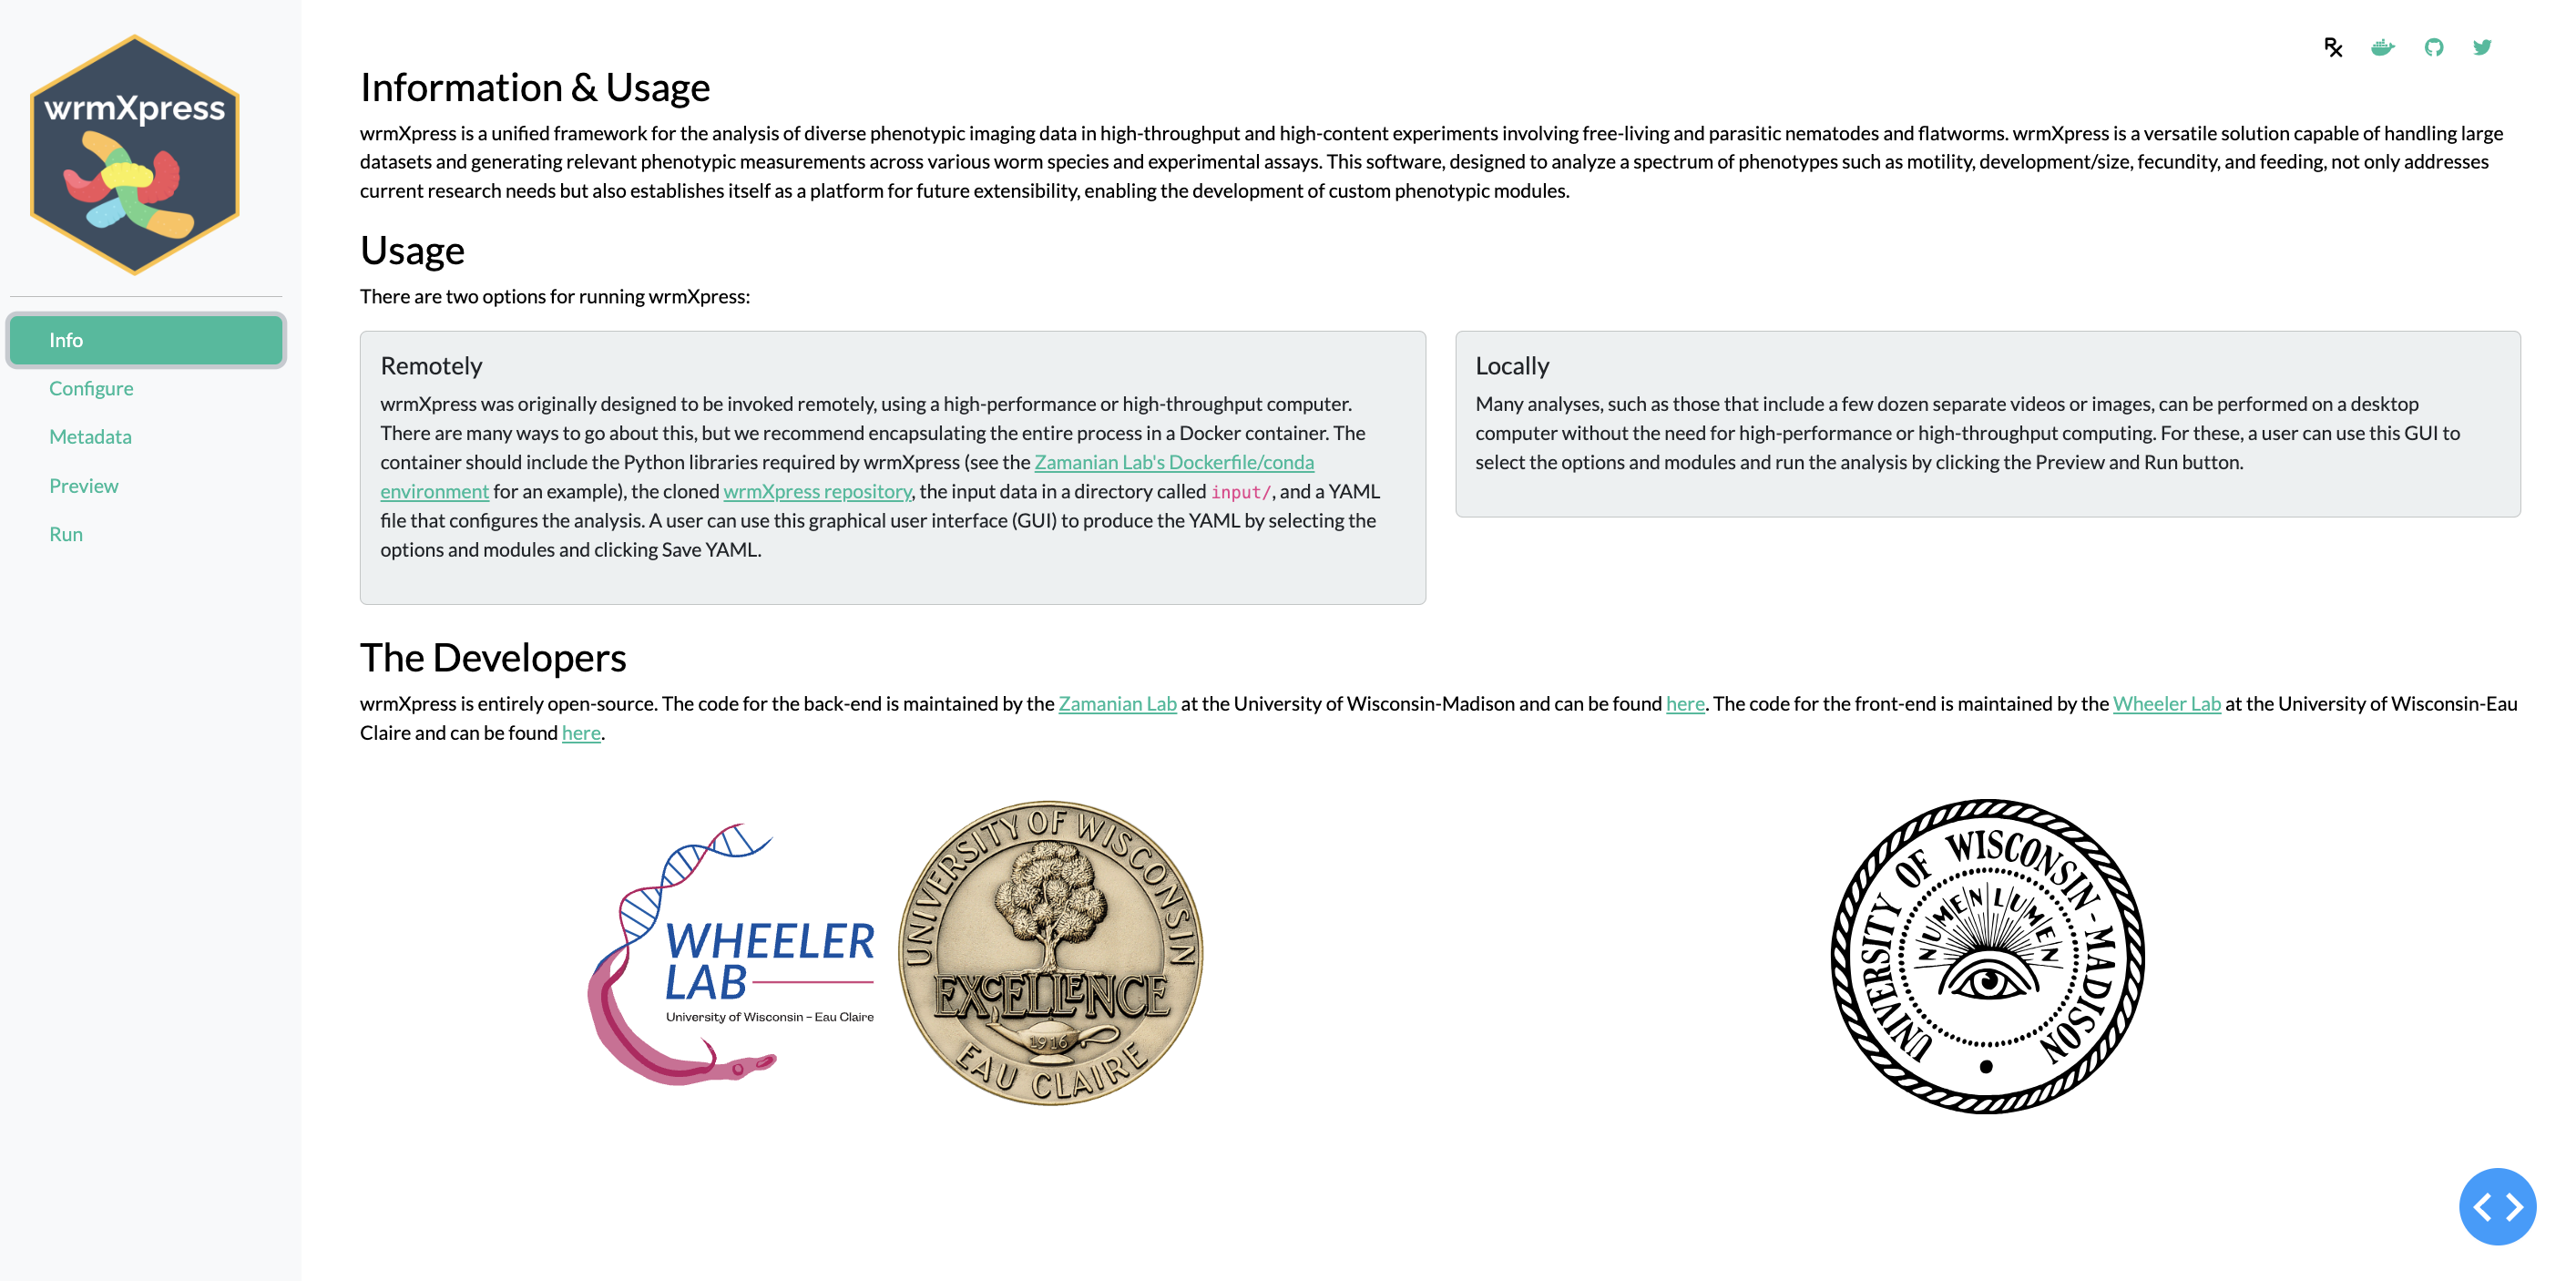 wrmXpress
Info
Configure
Metadata
Preview
Run
Information & Usage
wrmXpress is a unified framework for the analysis of diverse phenotypic imaging data in high-throughput and high-content experiments involving free-living and parasitic nematodes and flatworms. wrmXpress is a versatile solution capable of handling large
datasets and generating relevant phenotypic measurements across various worm species and experimental assays. This software, designed to analyze a spectrum of phenotypes such as motility, development/size, fecundity, and feeding, not only addresses
current research needs but also establishes itself as a platform for future extensibility, enabling the development of custom phenotypic modules.
Usage
There are two options for running wrmXpress:
Remotely
wrmXpress was originally designed to be invoked remotely, using a high-performance or high-throughput computer.
There are many ways to go about this, but we recommend encapsulating the entire process in a Docker container. The
container should include the Python libraries required by wrmXpress (see the Zamanian Lab's Dockerfile/conda
environment for an example), the cloned wrmXpress repository, the input data in a directory called input/, and a YAML
file that configures the analysis. A user can use this graphical user interface (GUI) to produce the YAML by selecting the
options and modules and clicking Save YAML.
Locally
Many analyses, such as those that include a few dozen separate videos or images, can be performed on a desktop
computer without the need for high-performance or high-throughput computing. For these, a user can use this GUI to
select the options and modules and run the analysis by clicking the Preview and Run button.
The Developers
wrmXpress is entirely open-source. The code for the back-end is maintained by the Zamanian Lab at the University of Wisconsin-Madison and can be found here. The code for the front-end is maintained by the Wheeler Lab at the University of Wisconsin-Eau
Claire and can be found here.
WHEELER
LAB
University of Wisconsin – Eau Claire
UNIVERSITY OF WISCONSIN
EXCELLENCE
1916
EAU CLAIRE
UNIVERSITY OF WISCONSIN-MADISON
NUMEN LUMEN